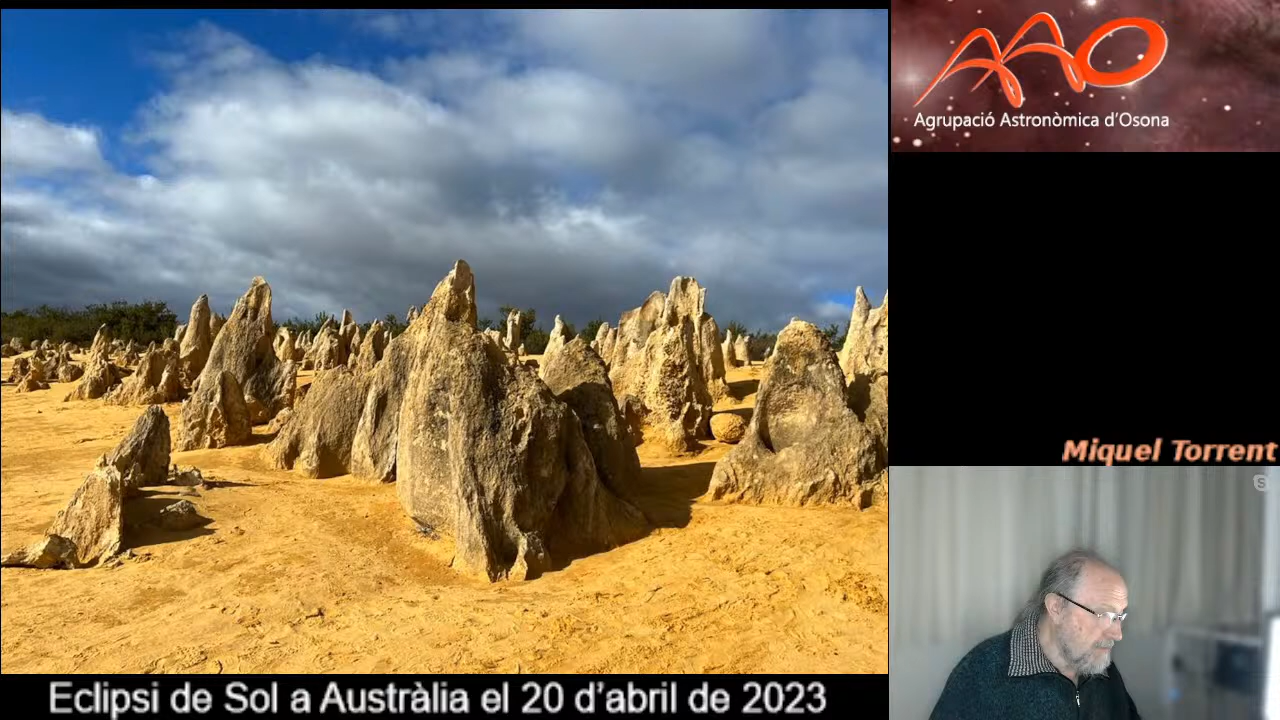 AAO
Agrupació Astronòmica d'Osona
Miquel Torrent
S
Eclipsi de Sol a Austràlia el 20 d'abril de 2023